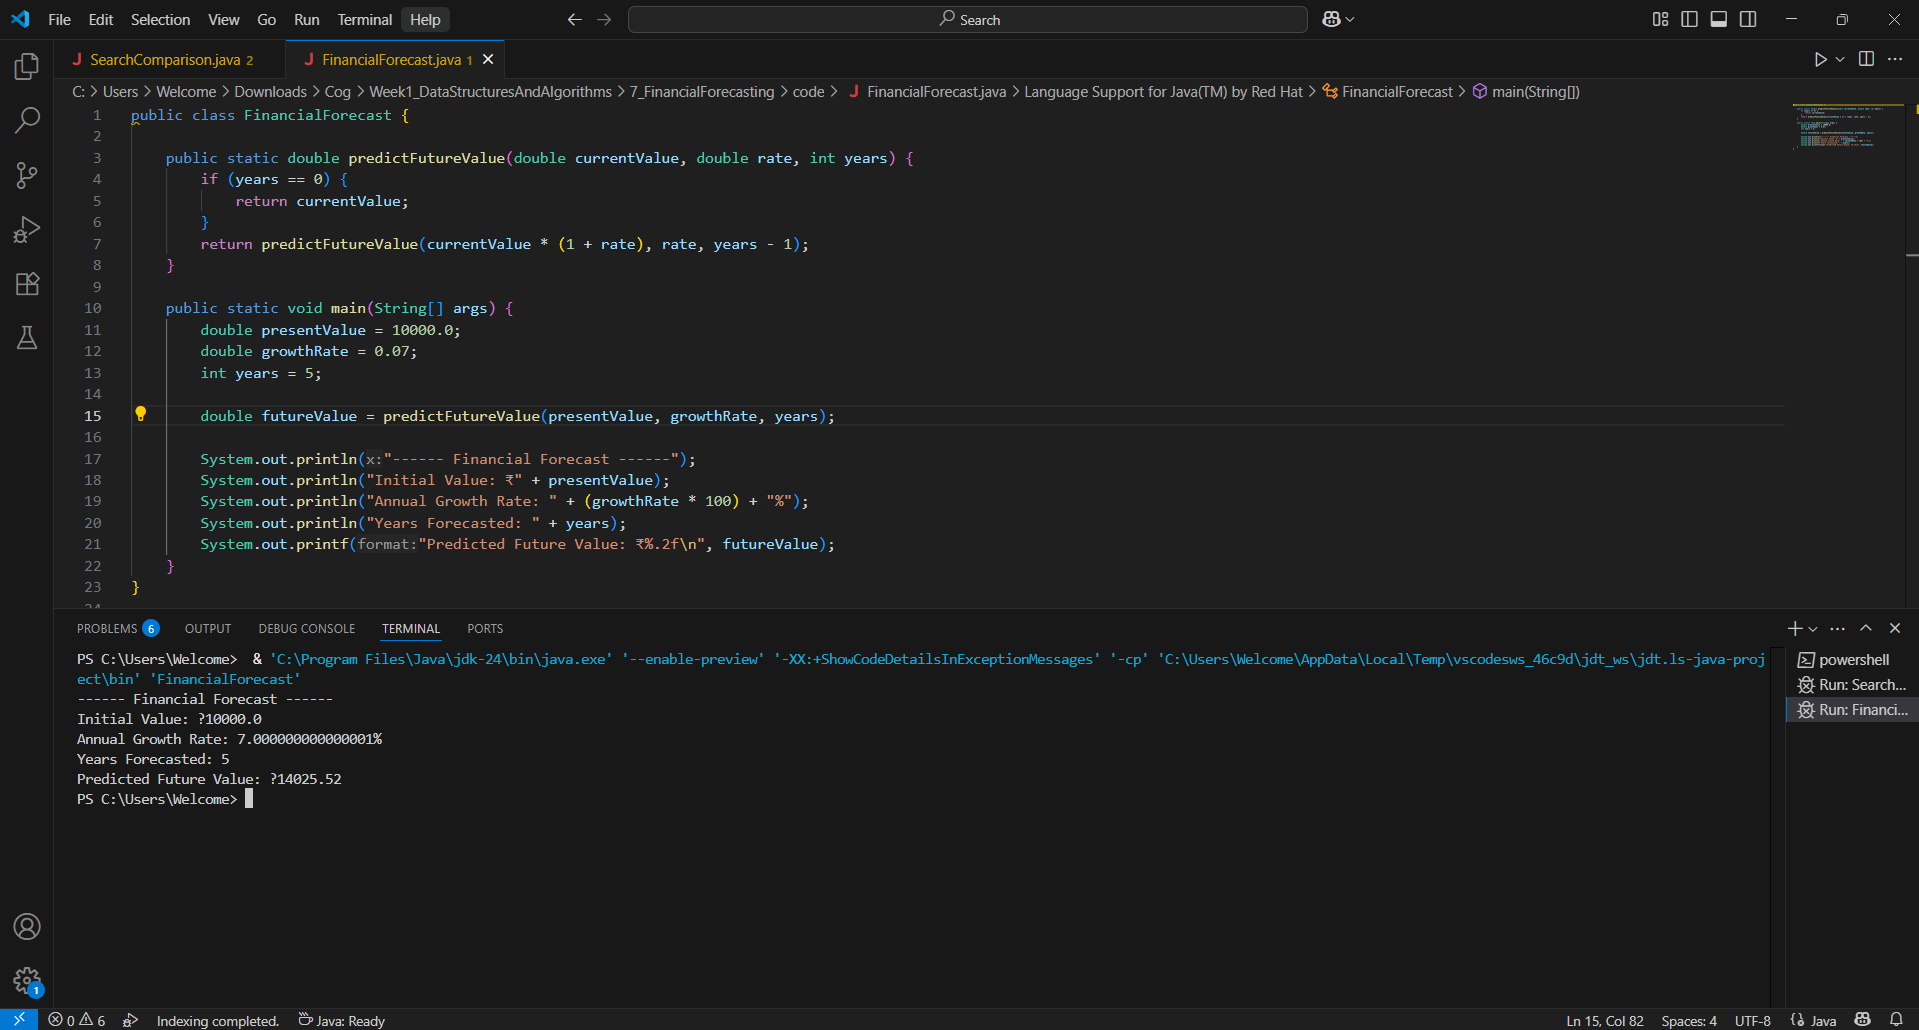 File Edit Selection View Go Run Terminal Help Search
SearchComparison.java 2 FinancialForecast.java 1
C: > Users > Welcome > Downloads > Cog > Week1_DataStructuresAndAlgorithms > 7_FinancialForecasting > code > J FinancialForecast.java > Language Support for Java(TM) by Red Hat > FinancialForecast > main(String[])
1 public class FinancialForecast {
2
3 public static double predictFutureValue(double currentValue, double rate, int years) {
4 if (years == 0) {
5 return currentValue;
6 }
7 return predictFutureValue(currentValue * (1 + rate), rate, years - 1);
8 }
9
10 public static void main(String[] args) {
11 double presentValue = 10000.0;
12 double growthRate = 0.07;
13 int years = 5;
14
15 double futureValue = predictFutureValue(presentValue, growthRate, years);
16
17 System.out.println(x:"------ Financial Forecast ------");
18 System.out.println("Initial Value: ₹" + presentValue);
19 System.out.println("Annual Growth Rate: " + (growthRate * 100) + "%");
20 System.out.println("Years Forecasted: " + years);
21 System.out.printf(format:"Predicted Future Value: ₹%.2f\n", futureValue);
22 }
23 }
24
PROBLEMS 6 OUTPUT DEBUG CONSOLE TERMINAL PORTS
PS C:\Users\Welcome> & 'C:\Program Files\Java\jdk-24\bin\java.exe' '--enable-preview' '-XX:+ShowCodeDetailsInExceptionMessages' '-cp' 'C:\Users\Welcome\AppData\Local\Temp\vscodesws_46c9d\jdt_ws\jdt.ls-java-proj
ect\bin' 'FinancialForecast'
------ Financial Forecast ------
Initial Value: ?10000.0
Annual Growth Rate: 7.000000000000001%
Years Forecasted: 5
Predicted Future Value: ?14025.52
PS C:\Users\Welcome>
powershell
Run: Search...
Run: Financi...
1
0 6 Indexing completed. Java: Ready Ln 15, Col 82 Spaces: 4 UTF-8 Java